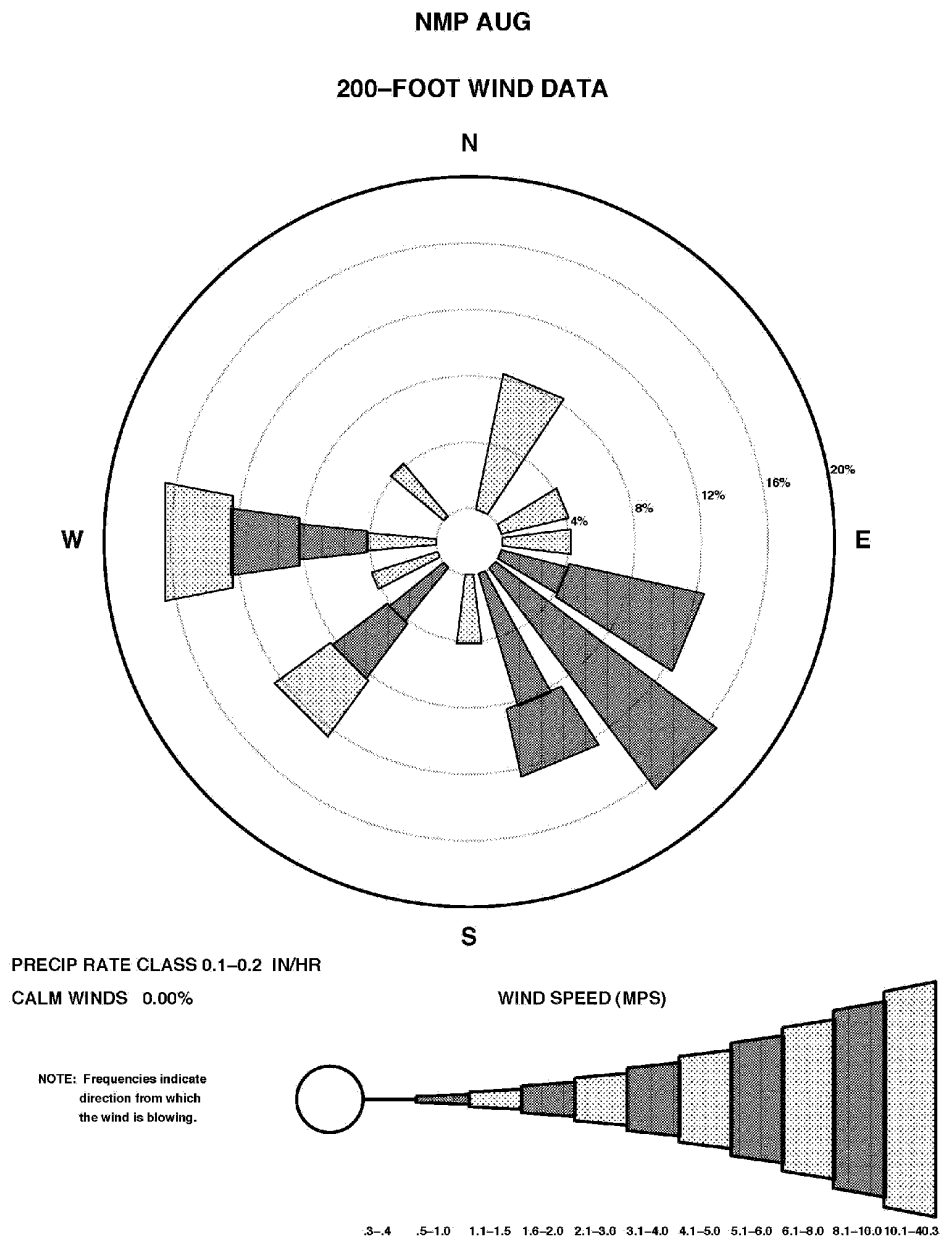 NMP AUG
200–FOOT WIND DATA
N
20%
16%
12%
8%
4%
W
E
S
PRECIP RATE CLASS 0.1–0.2 IN/HR
CALM WINDS 0.00%
WIND SPEED (MPS)
NOTE: Frequencies indicate
direction from which
the wind is blowing.
.3–.4 .5–1.0 1.1–1.5 1.6–2.0 2.1–3.0 3.1–4.0 4.1–5.0 5.1–6.0 6.1–8.0 8.1–10.0 10.1–40.3